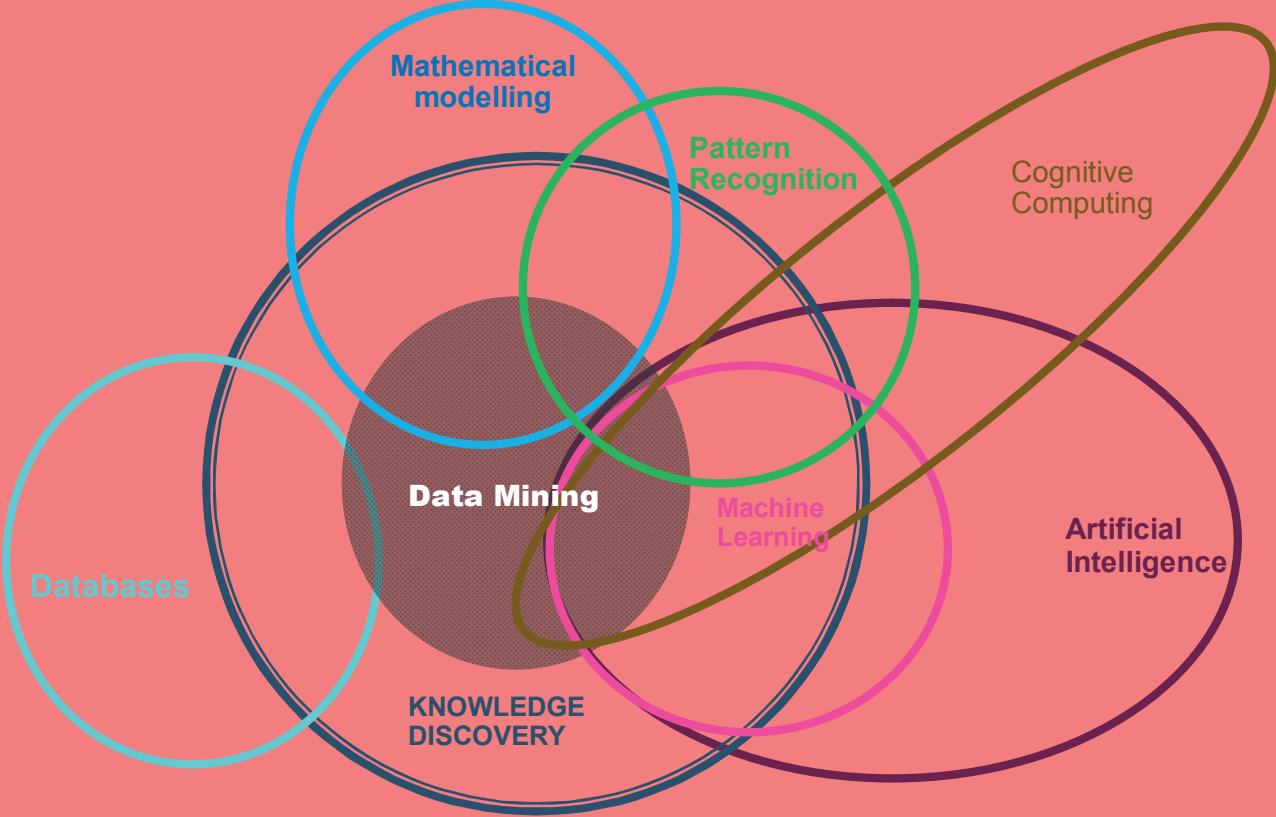 Mathematical
modelling
Pattern
Recognition
Cognitive
Computing
Data Mining
Machine
Learning
Artificial
Intelligence
Databases
KNOWLEDGE
DISCOVERY